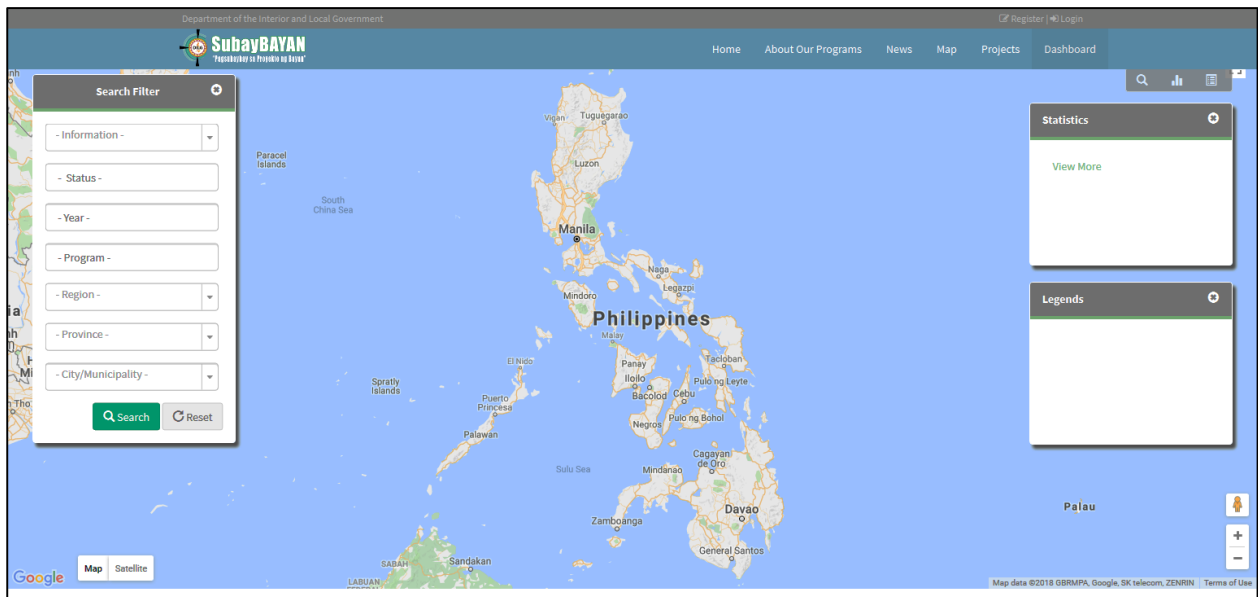 Department of the Interior and Local Government
Register | Login
SubayBAYAN
"Pagsubaybay sa Proyekto ng Bayan"
Home About Our Programs News Map Projects Dashboard
Search Filter
- Information -
- Status -
- Year -
- Program -
- Region -
- Province -
- City/Municipality -
Search Reset
Statistics
View More
Legends
Paracel
Islands
South
China Sea
Vigan
Tuguegarao
Luzon
Manila
Naga
Legazpi
Mindoro
Philippines
Malay
El Nido
Panay
Tacloban
Iloilo
Bacolod
Cebu
Pulo ng Leyte
Spratly
Islands
Puerto
Princesa
Negros
Pulo ng Bohol
Palawan
Cagayan
de Oro
Sulu Sea
Mindanao
Davao
Palau
Zamboanga
General Santos
SABAH
Sandakan
LABUAN
Google
Map Satellite
Map data ©2018 GBRMPA, Google, SK telecom, ZENRIN Terms of Use